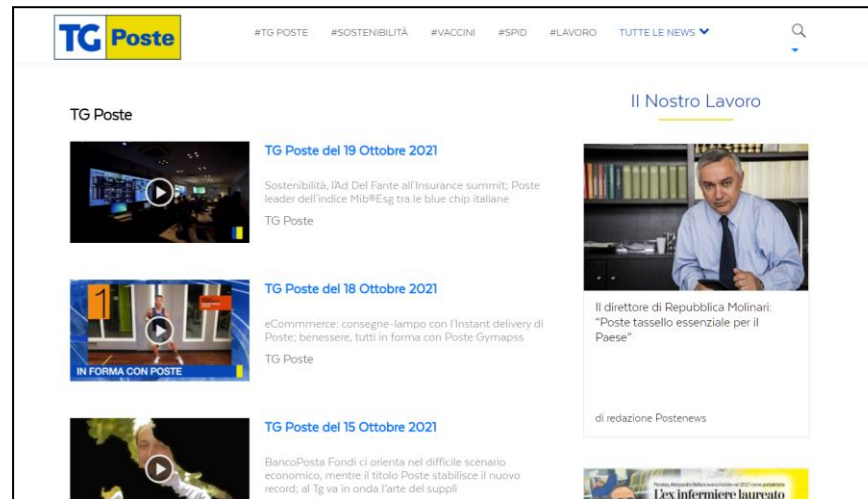 TG Poste
#TG POSTE #SOSTENIBILITÀ #VACCINI #SPID #LAVORO TUTTE LE NEWS
TG Poste
TG Poste del 19 Ottobre 2021
Sostenibilità, l'Ad Del Fante all'Insurance summit; Poste
leader dell'indice Mib®Esg tra le blue chip italiane
TG Poste
1
IN FORMA CON POSTE
TG Poste del 18 Ottobre 2021
eCommmerce: consegne-lampo con l'Instant delivery di
Poste; benessere, tutti in forma con Poste Gymapss
TG Poste
TG Poste del 15 Ottobre 2021
BancoPosta Fondi ci orienta nel difficile scenario
economico, mentre il titolo Poste stabilisce il nuovo
record; al Tg va in onda l'arte del supplì
Il Nostro Lavoro
Il direttore di Repubblica Molinari:
"Poste tassello essenziale per il
Paese"
di redazione Postenews
L'ex infermiere laureato